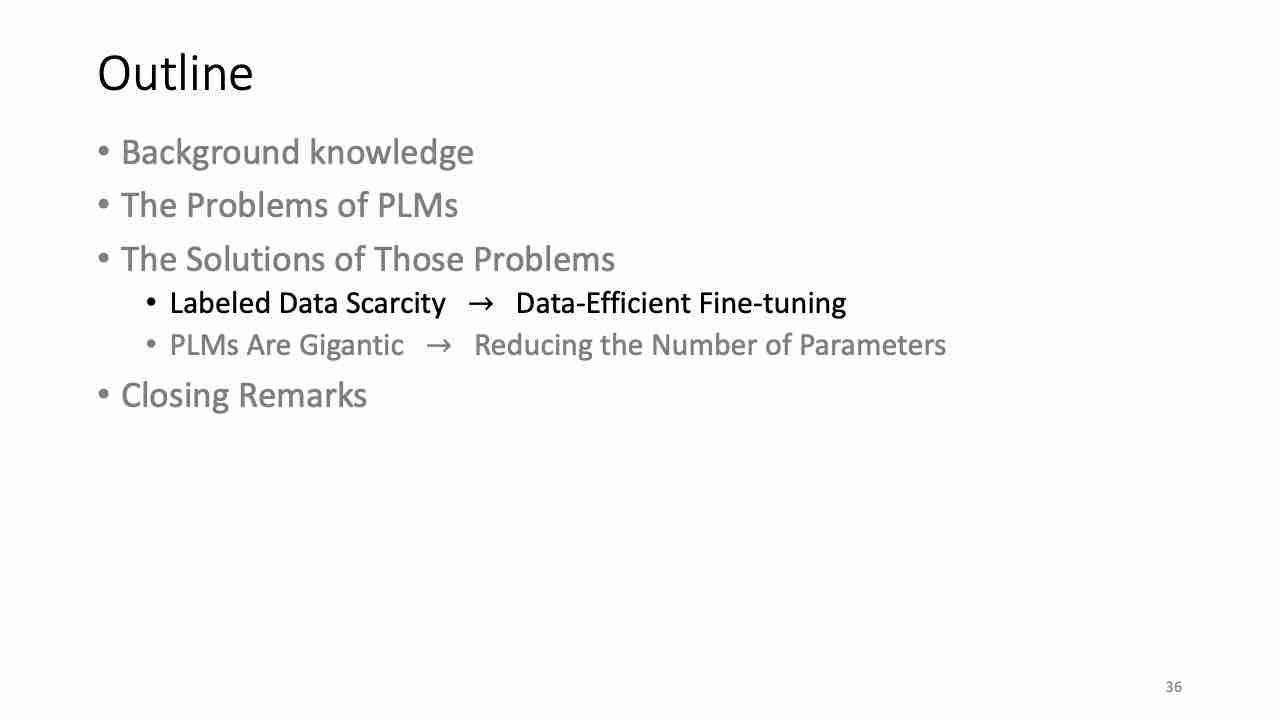 Outline
• Background knowledge
• The Problems of PLMs
• The Solutions of Those Problems
• Labeled Data Scarcity → Data-Efficient Fine-tuning
• PLMs Are Gigantic → Reducing the Number of Parameters
• Closing Remarks
36